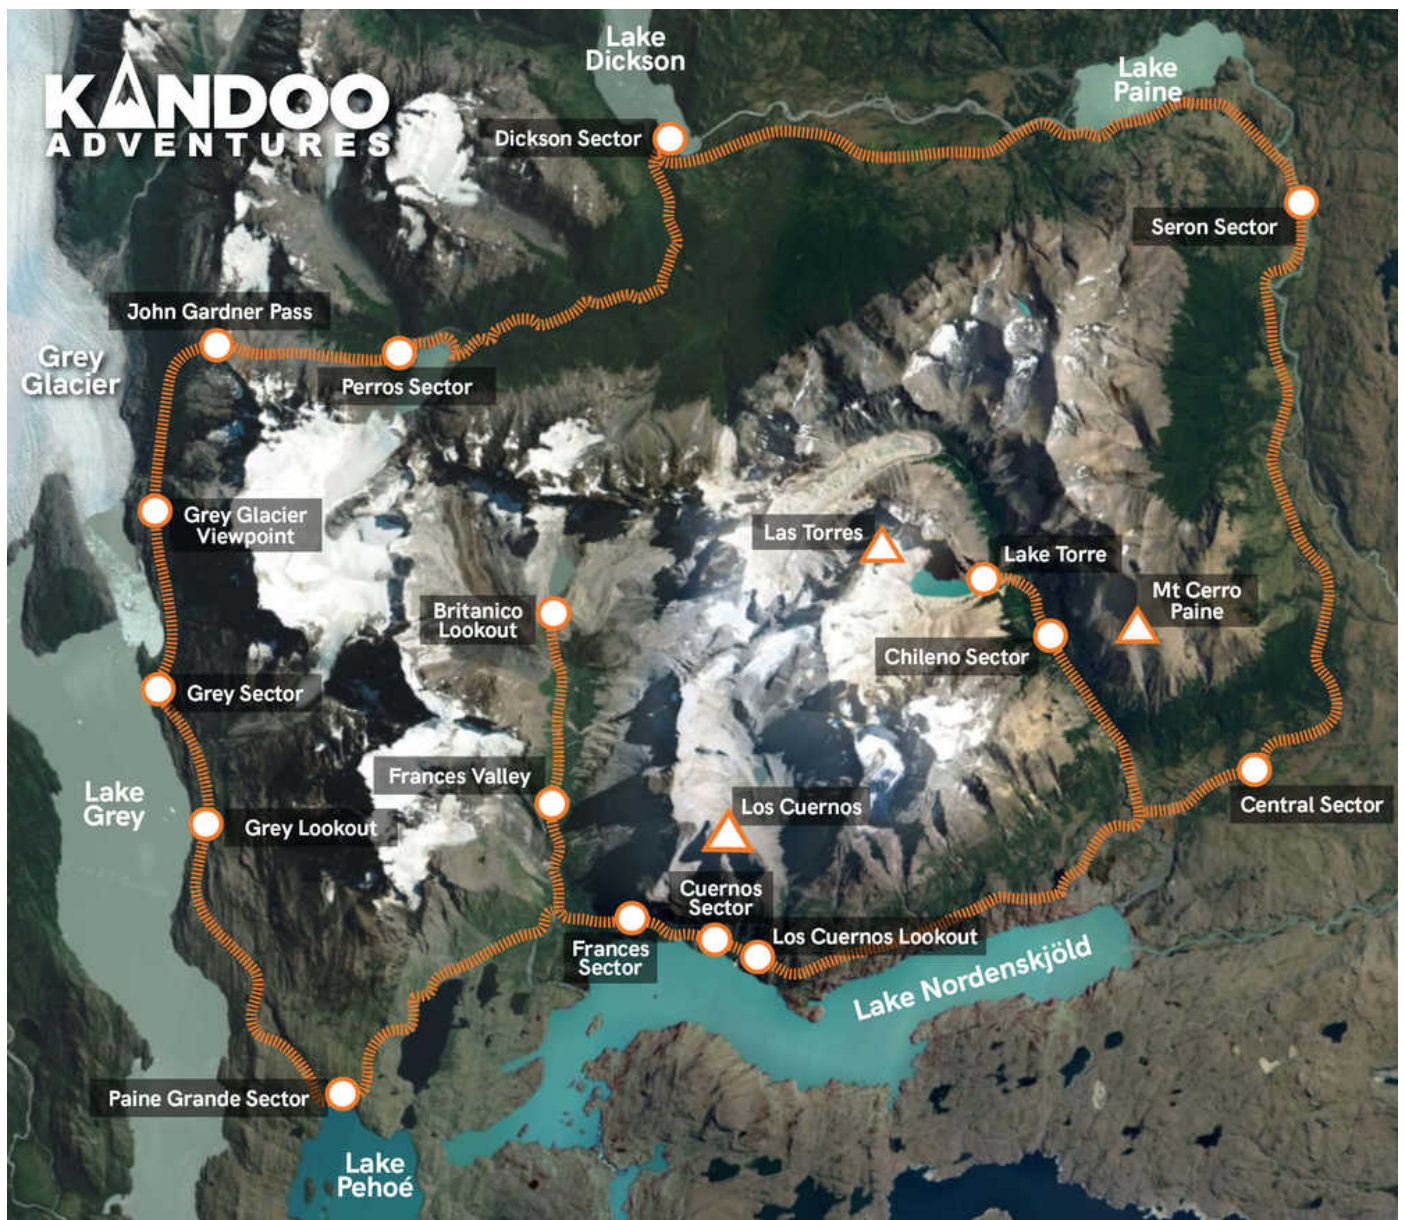 KANDOO
ADVENTURES
Lake
Dickson
Lake
Paine
Dickson Sector
Seron Sector
John Gardner Pass
Grey
Glacier
Perros Sector
Grey Glacier
Viewpoint
Las Torres
Lake Torre
Mt Cerro
Paine
Britanico
Lookout
Chileno Sector
Grey Sector
Frances Valley
Lake
Grey
Grey Lookout
Los Cuernos
Central Sector
Cuernos
Sector
Frances
Sector
Los Cuernos Lookout
Lake Nordenskjöld
Paine Grande Sector
Lake
Pehoé